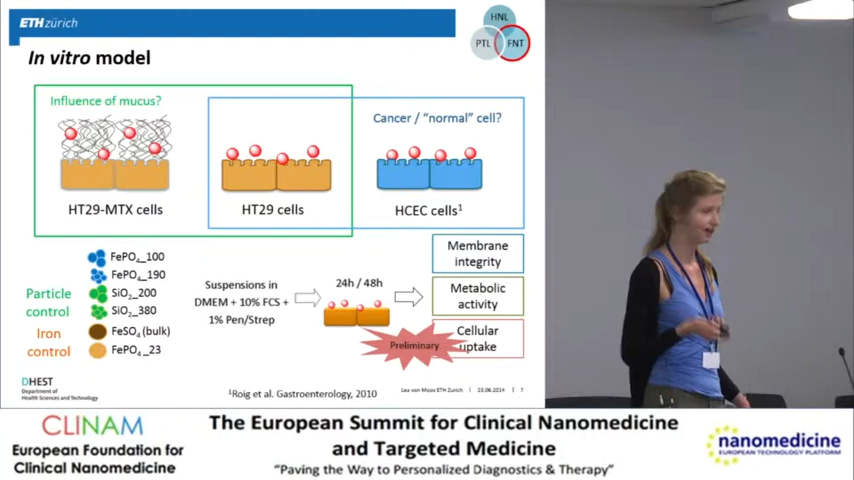 ETH zürich
HNL
PTL
FNT
In vitro model
Influence of mucus?
Cancer / "normal" cell?
HT29-MTX cells
HT29 cells
HCEC cells¹
Particle
control
Iron
control
FePO₄_100
FePO₄_190
SiO₂_200
SiO₂_380
FeSO₄ (bulk)
FePO₄_23
Suspensions in
DMEM + 10% FCS +
1% Pen/Strep
24h / 48h
Membrane
integrity
Metabolic
activity
Cellular
uptake
Preliminary
DHEST
Department of
Health Sciences and Technology
¹Roig et al. Gastroenterology, 2010
Lea von Moos ETH Zurich | 23.06.2014 | 7
CLINAM
European Foundation for
Clinical Nanomedicine
The European Summit for Clinical Nanomedicine
and Targeted Medicine
"Paving the Way to Personalized Diagnostics & Therapy"
nanomedicine
EUROPEAN TECHNOLOGY PLATFORM